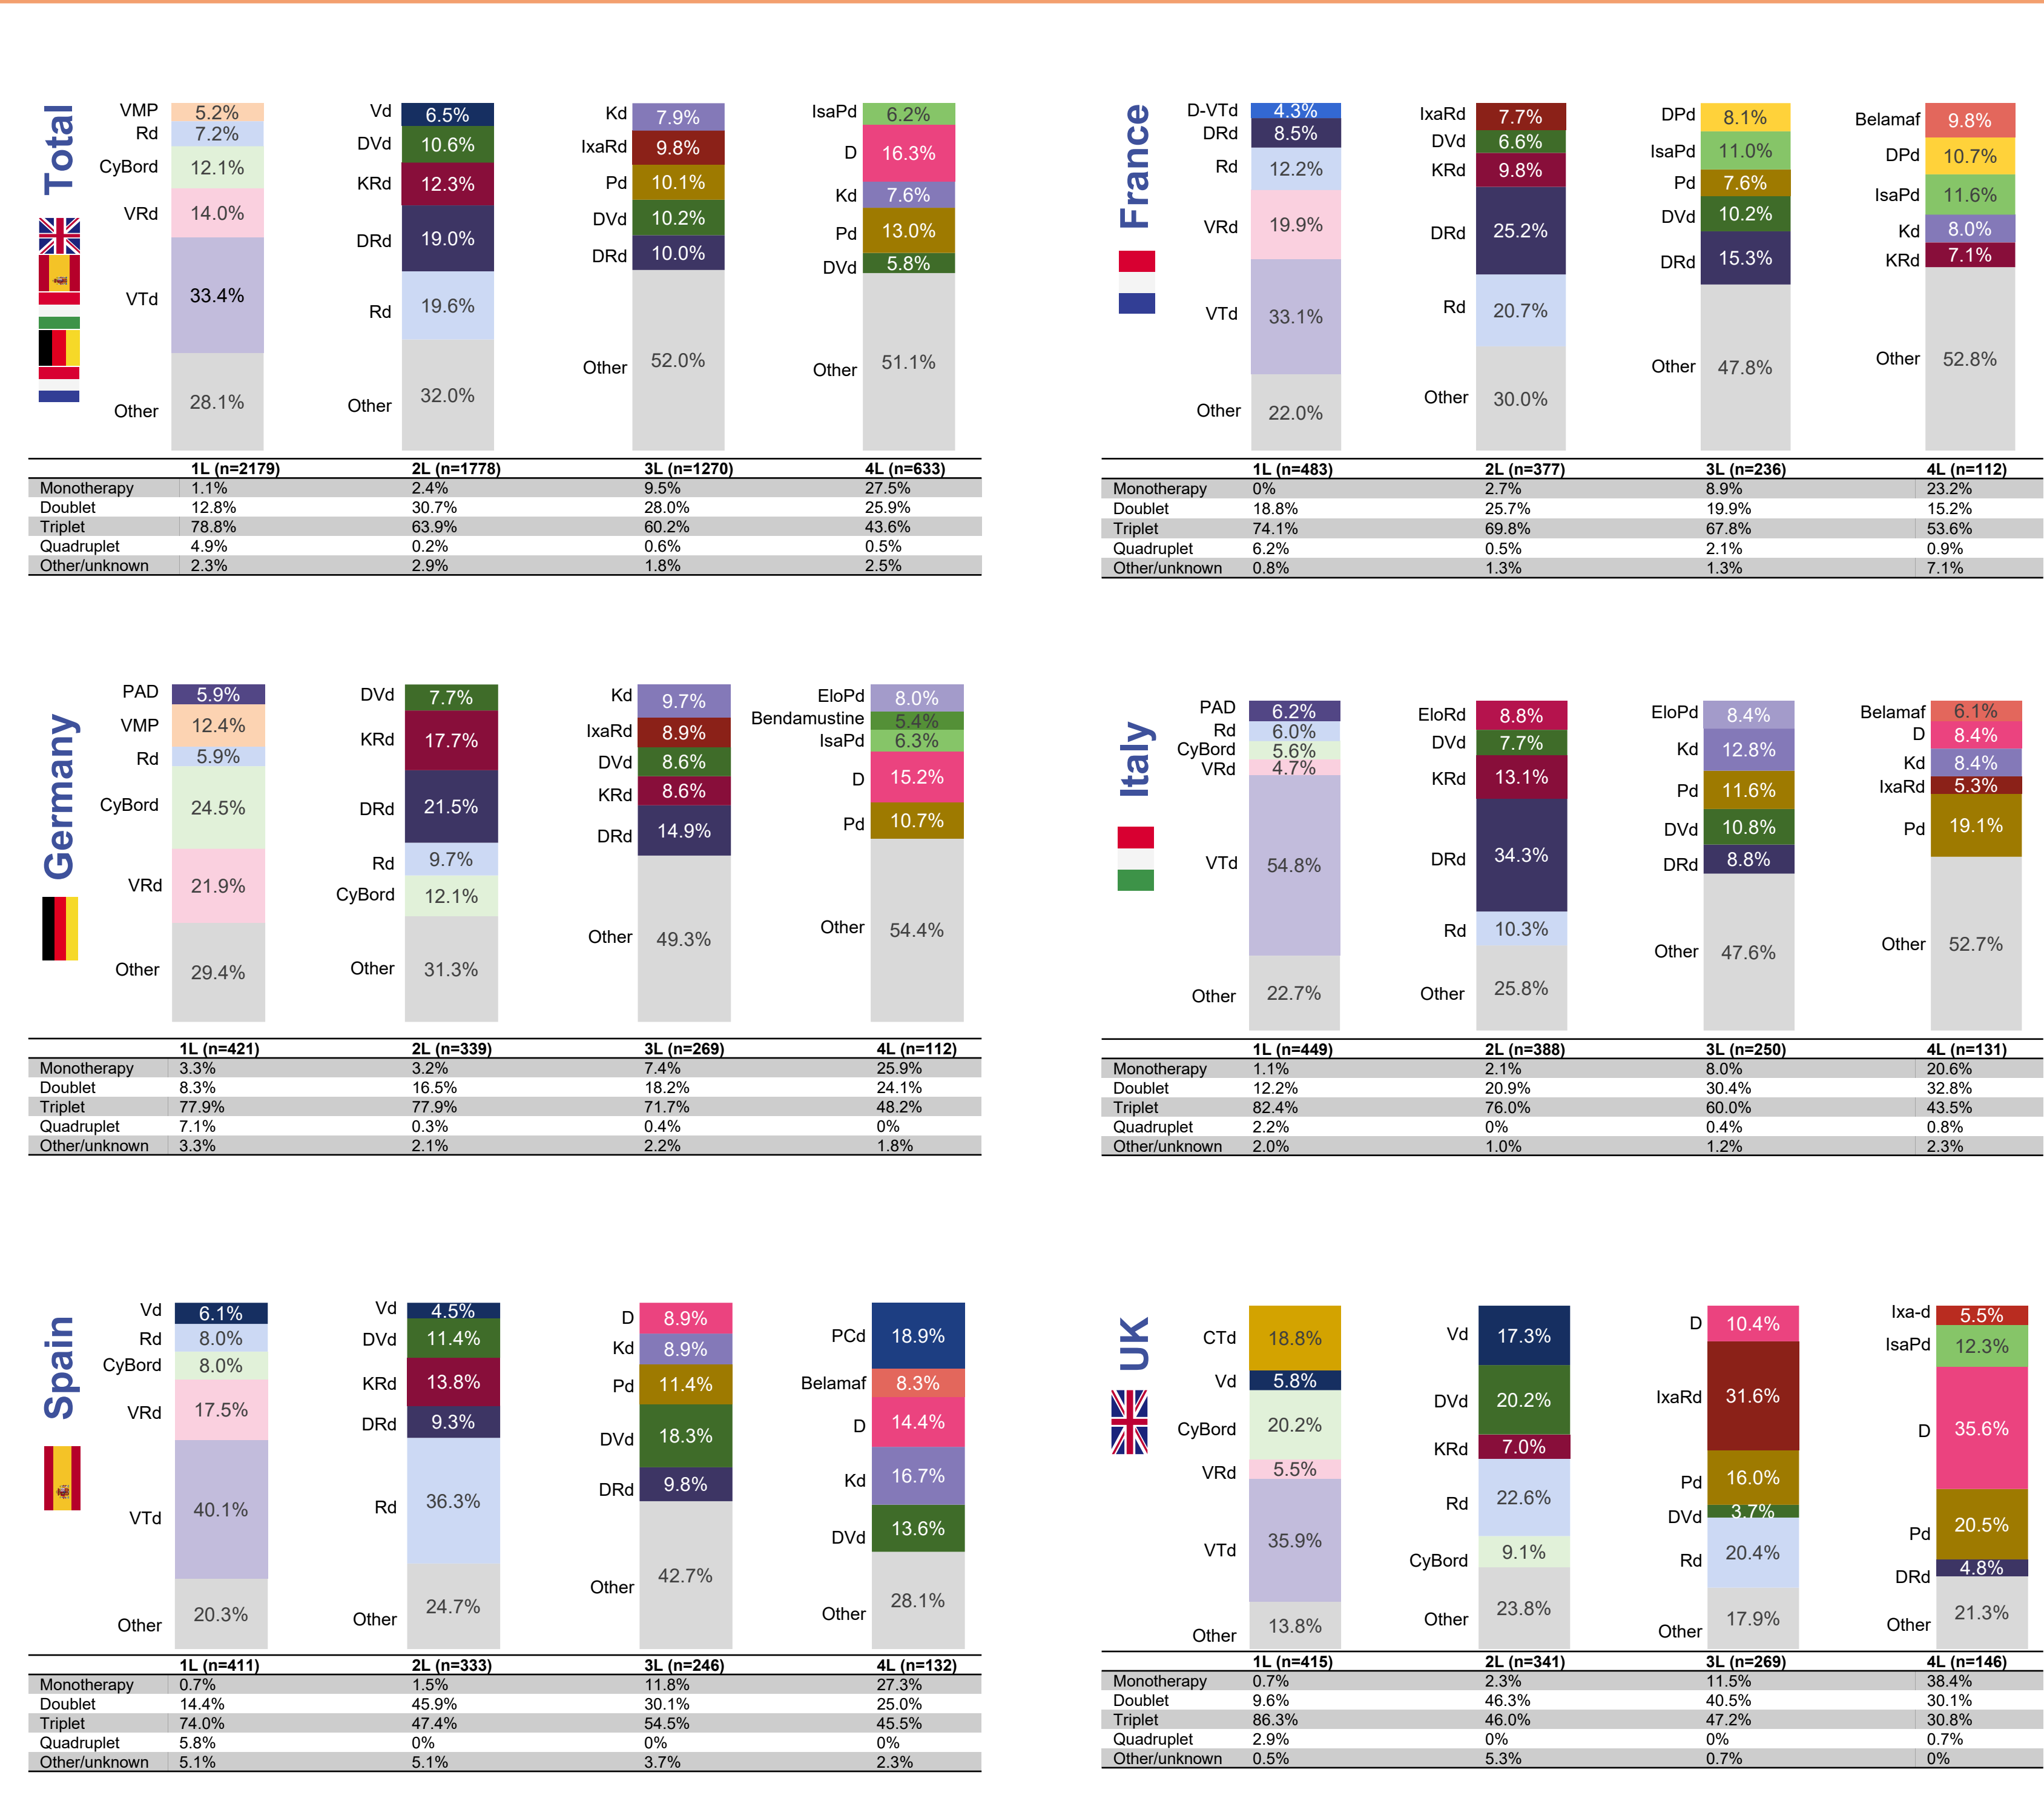 Total
VMP 5.2%
Rd 7.2%
CyBord 12.1%
VRd 14.0%
VTd 33.4%
Other 28.1%
Vd 6.5%
DVd 10.6%
KRd 12.3%
DRd 19.0%
Rd 19.6%
Other 32.0%
Kd 7.9%
IxaRd 9.8%
Pd 10.1%
DVd 10.2%
DRd 10.0%
Other 52.0%
IsaPd 6.2%
D 16.3%
Kd 7.6%
Pd 13.0%
DVd 5.8%
Other 51.1%
1L (n=2179) 2L (n=1778) 3L (n=1270) 4L (n=633)
Monotherapy 1.1% 2.4% 9.5% 27.5%
Doublet 12.8% 30.7% 28.0% 25.9%
Triplet 78.8% 63.9% 60.2% 43.6%
Quadruplet 4.9% 0.2% 0.6% 0.5%
Other/unknown 2.3% 2.9% 1.8% 2.5%
France
D-VTd 4.3%
DRd 8.5%
Rd 12.2%
VRd 19.9%
VTd 33.1%
Other 22.0%
IxaRd 7.7%
DVd 6.6%
KRd 9.8%
DRd 25.2%
Rd 20.7%
Other 30.0%
DPd 8.1%
IsaPd 11.0%
Pd 7.6%
DVd 10.2%
DRd 15.3%
Other 47.8%
Belamaf 9.8%
DPd 10.7%
IsaPd 11.6%
Kd 8.0%
KRd 7.1%
Other 52.8%
1L (n=483) 2L (n=377) 3L (n=236) 4L (n=112)
Monotherapy 0% 2.7% 8.9% 23.2%
Doublet 18.8% 25.7% 19.9% 15.2%
Triplet 74.1% 69.8% 67.8% 53.6%
Quadruplet 6.2% 0.5% 2.1% 0.9%
Other/unknown 0.8% 1.3% 1.3% 7.1%
Germany
PAD 5.9%
VMP 12.4%
Rd 5.9%
CyBord 24.5%
VRd 21.9%
Other 29.4%
DVd 7.7%
KRd 17.7%
DRd 21.5%
Rd 9.7%
CyBord 12.1%
Other 31.3%
Kd 9.7%
IxaRd 8.9%
DVd 8.6%
KRd 8.6%
DRd 14.9%
Other 49.3%
EloPd 8.0%
Bendamustine 5.4%
IsaPd 6.3%
D 15.2%
Pd 10.7%
Other 54.4%
1L (n=421) 2L (n=339) 3L (n=269) 4L (n=112)
Monotherapy 3.3% 3.2% 7.4% 25.9%
Doublet 8.3% 16.5% 18.2% 24.1%
Triplet 77.9% 77.9% 71.7% 48.2%
Quadruplet 7.1% 0.3% 0.4% 0%
Other/unknown 3.3% 2.1% 2.2% 1.8%
Italy
PAD 6.2%
Rd 6.0%
CyBord 5.6%
VRd 4.7%
VTd 54.8%
Other 22.7%
EloRd 8.8%
DVd 7.7%
KRd 13.1%
DRd 34.3%
Rd 10.3%
Other 25.8%
EloPd 8.4%
Kd 12.8%
Pd 11.6%
DVd 10.8%
DRd 8.8%
Other 47.6%
Belamaf 6.1%
D 8.4%
Kd 8.4%
IxaRd 5.3%
Pd 19.1%
Other 52.7%
1L (n=449) 2L (n=388) 3L (n=250) 4L (n=131)
Monotherapy 1.1% 2.1% 8.0% 20.6%
Doublet 12.2% 20.9% 30.4% 32.8%
Triplet 82.4% 76.0% 60.0% 43.5%
Quadruplet 2.2% 0% 0.4% 0.8%
Other/unknown 2.0% 1.0% 1.2% 2.3%
Spain
Vd 6.1%
Rd 8.0%
CyBord 8.0%
VRd 17.5%
VTd 40.1%
Other 20.3%
Vd 4.5%
DVd 11.4%
KRd 13.8%
DRd 9.3%
Rd 36.3%
Other 24.7%
D 8.9%
Kd 8.9%
Pd 11.4%
DVd 18.3%
DRd 9.8%
Other 42.7%
PCd 18.9%
Belamaf 8.3%
D 14.4%
Kd 16.7%
DVd 13.6%
Other 28.1%
1L (n=411) 2L (n=333) 3L (n=246) 4L (n=132)
Monotherapy 0.7% 1.5% 11.8% 27.3%
Doublet 14.4% 45.9% 30.1% 25.0%
Triplet 74.0% 47.4% 54.5% 45.5%
Quadruplet 5.8% 0% 0% 0%
Other/unknown 5.1% 5.1% 3.7% 2.3%
UK
CTd 18.8%
Vd 5.8%
CyBord 20.2%
VRd 5.5%
VTd 35.9%
Other 13.8%
Vd 17.3%
DVd 20.2%
KRd 7.0%
Rd 22.6%
CyBord 9.1%
Other 23.8%
D 10.4%
IxaRd 31.6%
Pd 16.0%
DVd 3.7%
Rd 20.4%
Other 17.9%
Ixa-d 5.5%
IsaPd 12.3%
D 35.6%
Pd 20.5%
DRd 4.8%
Other 21.3%
1L (n=415) 2L (n=341) 3L (n=269) 4L (n=146)
Monotherapy 0.7% 2.3% 11.5% 38.4%
Doublet 9.6% 46.3% 40.5% 30.1%
Triplet 86.3% 46.0% 47.2% 30.8%
Quadruplet 2.9% 0% 0% 0.7%
Other/unknown 0.5% 5.3% 0.7% 0%